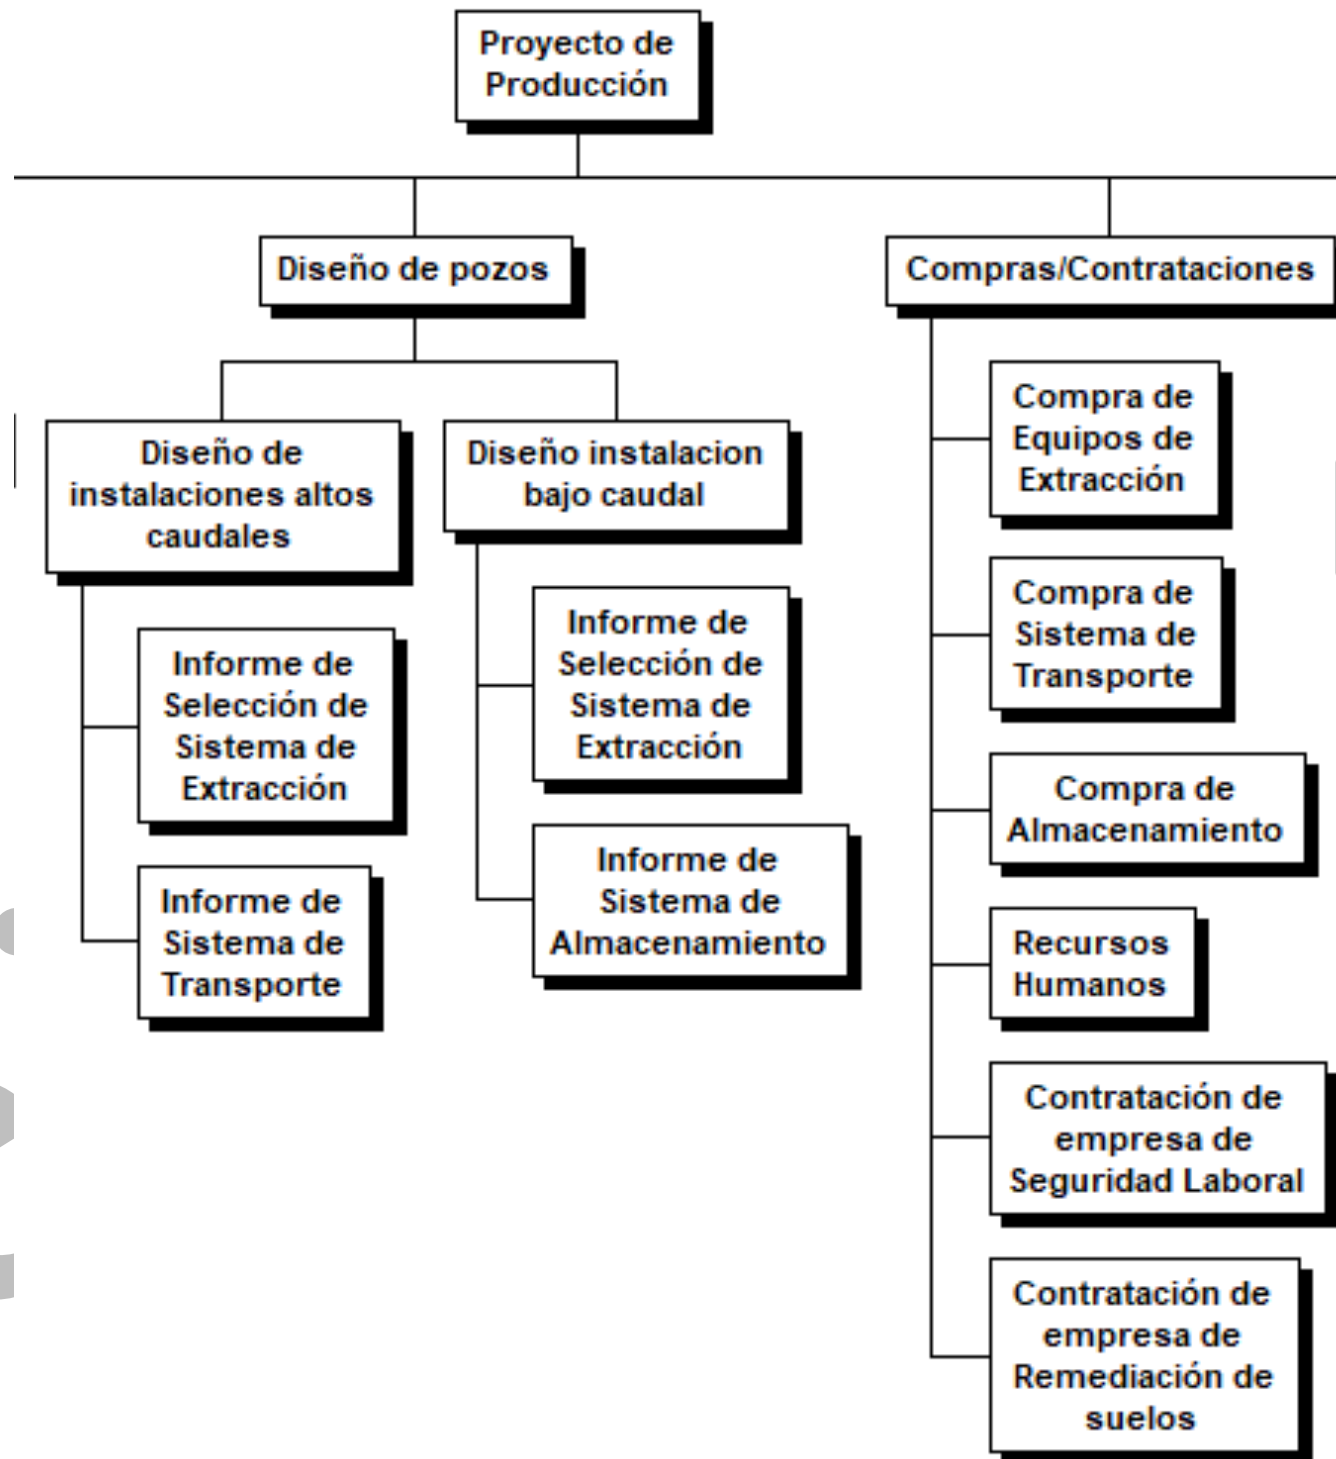 Proyecto de
Producción
Diseño de pozos
Compras/Contrataciones
Diseño de
instalaciones altos
caudales
Informe de
Selección de
Sistema de
Extracción
Informe de
Sistema de
Transporte
Diseño instalacion
bajo caudal
Informe de
Selección de
Sistema de
Extracción
Informe de
Sistema de
Almacenamiento
Compra de
Equipos de
Extracción
Compra de
Sistema de
Transporte
Compra de
Almacenamiento
Recursos
Humanos
Contratación de
empresa de
Seguridad Laboral
Contratación de
empresa de
Remediación de
suelos